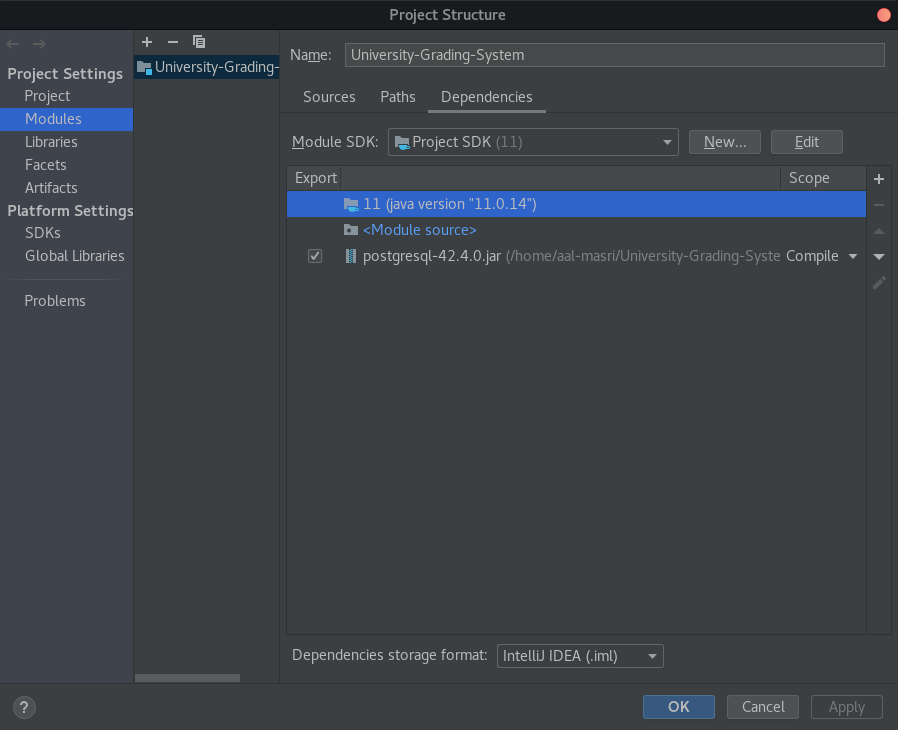 Project Structure
Project Settings
Project
Modules
Libraries
Facets
Artifacts
Platform Settings
SDKs
Global Libraries
Problems
University-Grading-
Name: University-Grading-System
Sources Paths Dependencies
Module SDK: Project SDK (11) New... Edit
Export Scope
11 (java version "11.0.14")
<Module source>
postgresql-42.4.0.jar (/home/aal-masri/University-Grading-Syste Compile
Dependencies storage format: IntelliJ IDEA (.iml)
? OK Cancel Apply